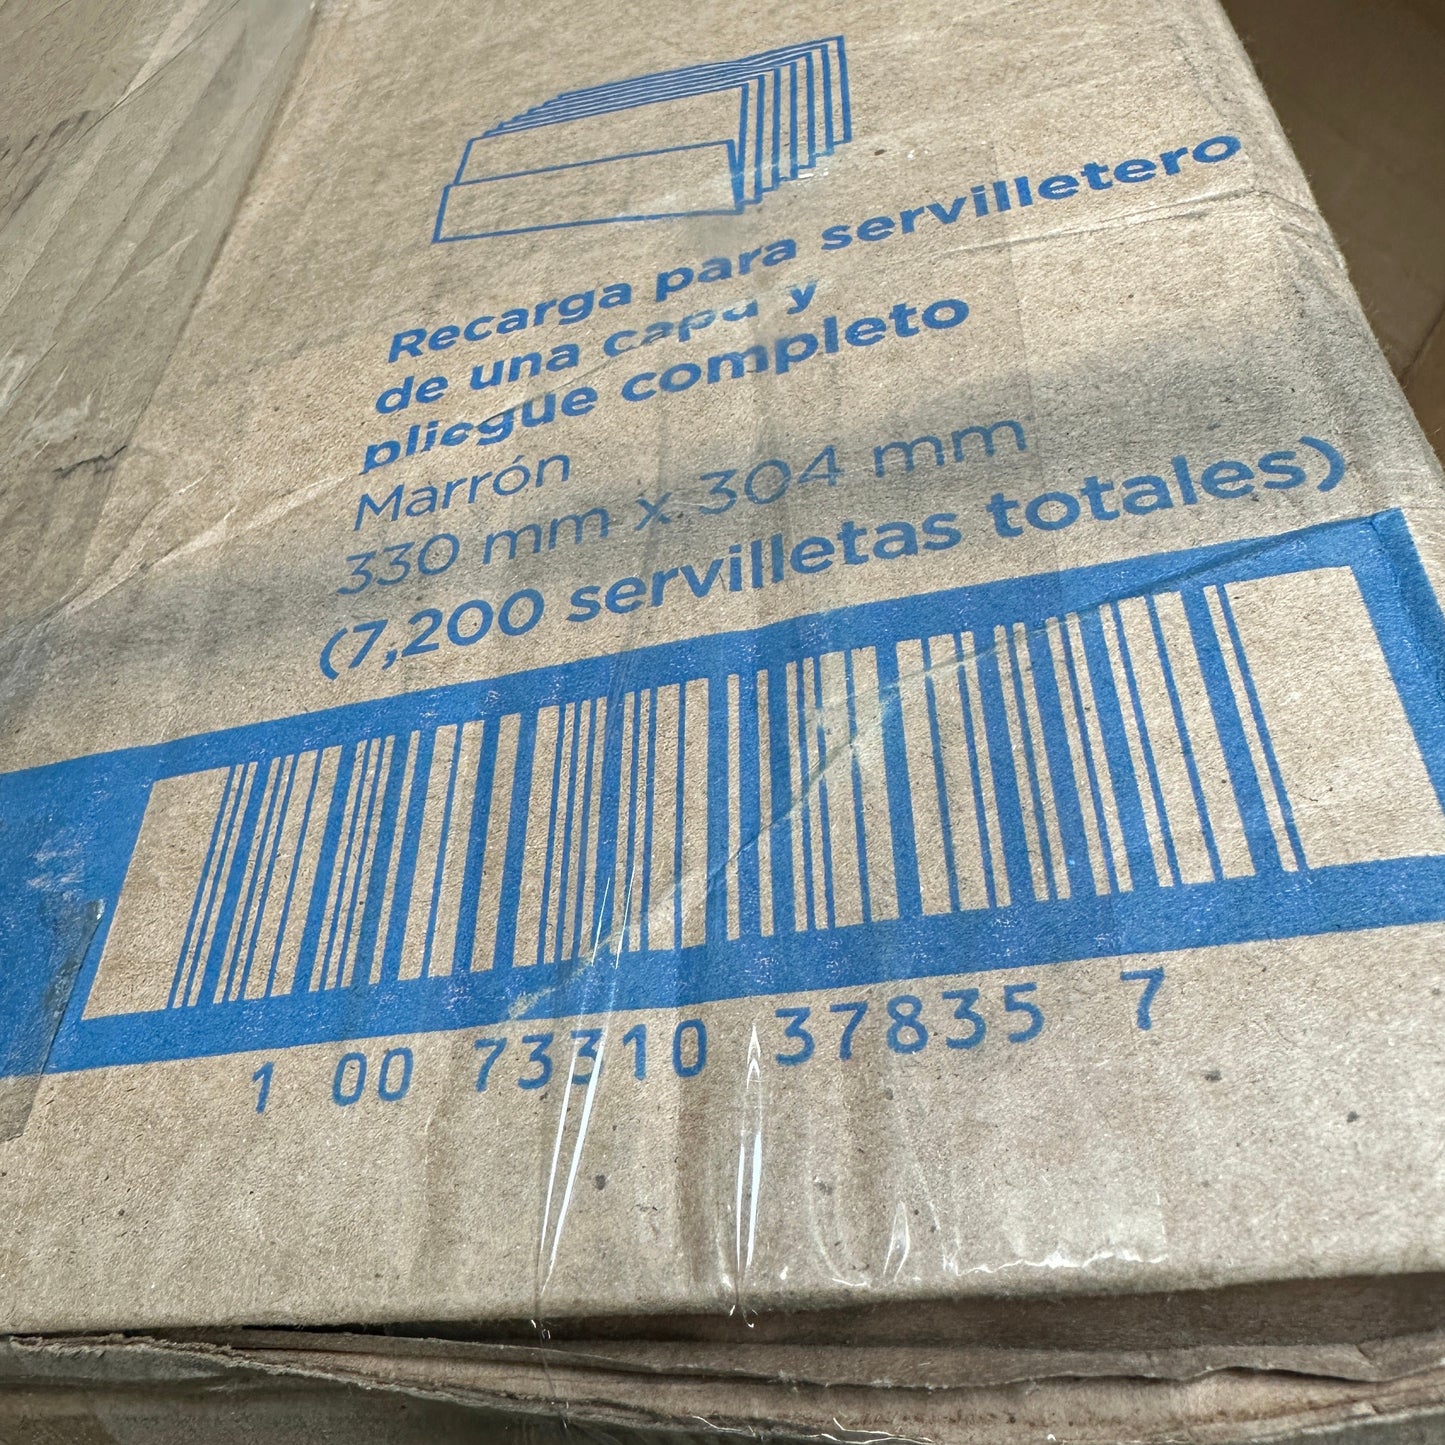 Recarga para servilletero
de una capa y
pliegue completo
Marrón
330 mm x 304 mm
(7,200 servilletas totales)
1 00 73310 37835 7